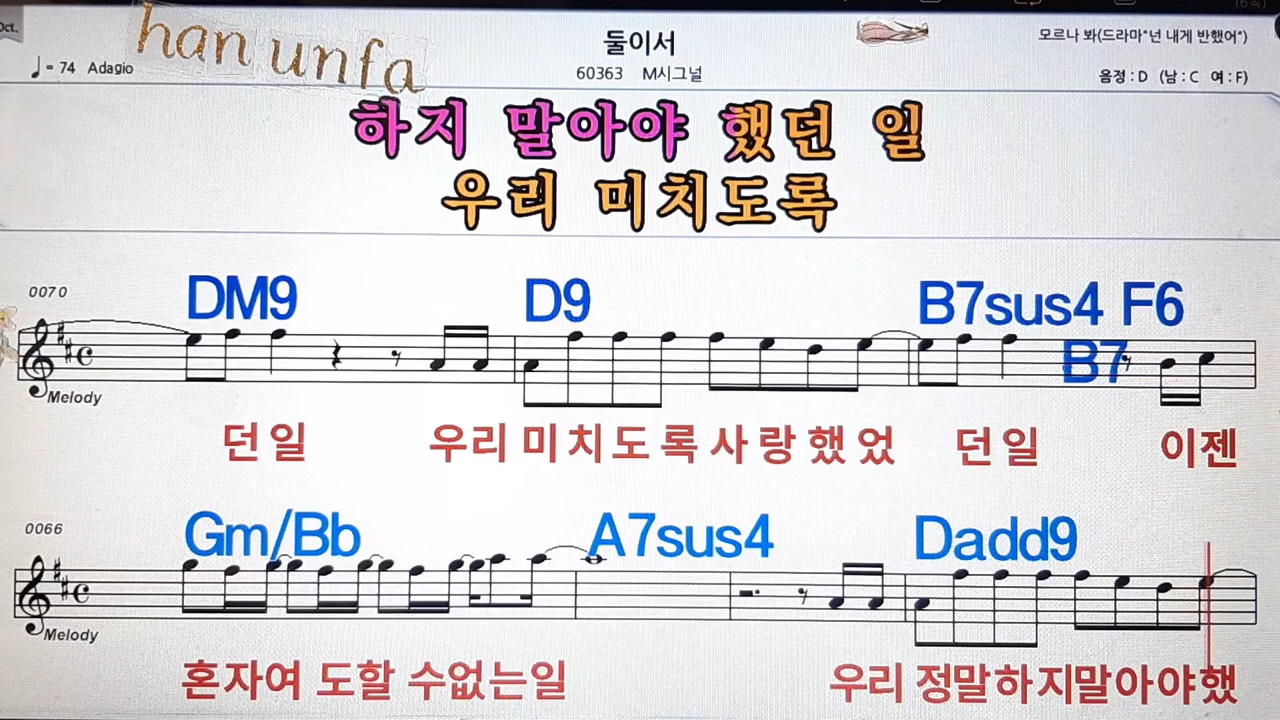 Oct.
han unfa
둘이서
모르나 봐(드라마"넌 내게 반했어")
♩= 74 Adagio
60363 M시그널
음정 : D (남 : C 여 : F)
하지 말아야 했던 일
우리 미치도록
0070
DM9 D9 B7sus4 F6
B7
Melody
던 일 우리 미 치 도 록 사 랑 했 었 던 일 이젠
0066
Gm/Bb A7sus4 Dadd9
Melody
혼자여 도할 수없는일 우리 정말하지말아야했